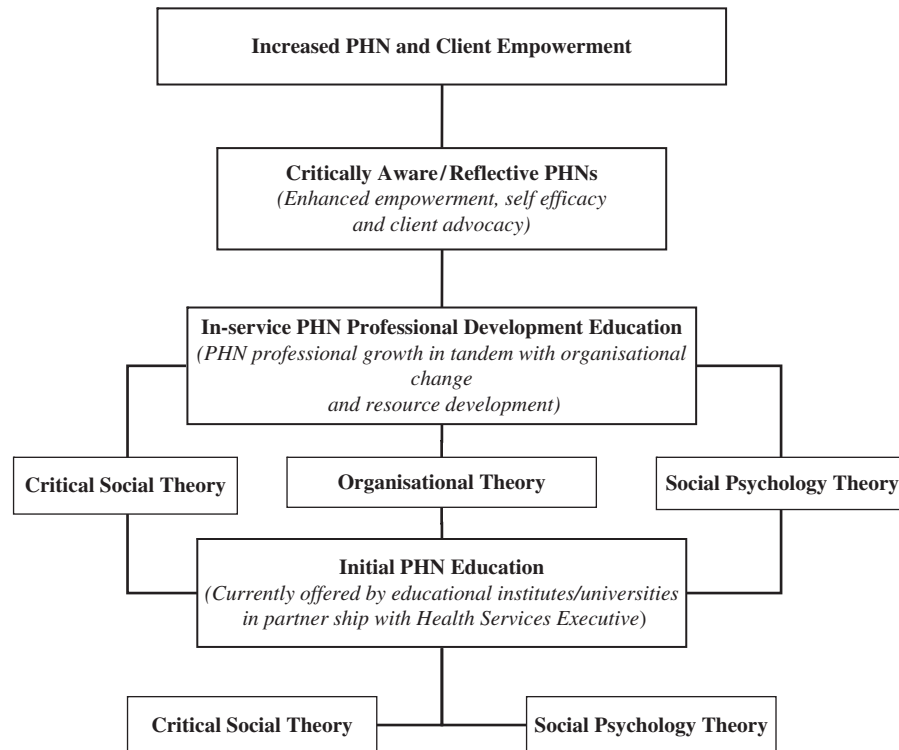 Increased PHN and Client Empowerment
Critically Aware/Reflective PHNs
(Enhanced empowerment, self efficacy
and client advocacy)
In-service PHN Professional Development Education
(PHN professional growth in tandem with organisational
change
and resource development)
Critical Social Theory
Organisational Theory
Social Psychology Theory
Initial PHN Education
(Currently offered by educational institutes/universities
in partner ship with Health Services Executive)
Critical Social Theory
Social Psychology Theory